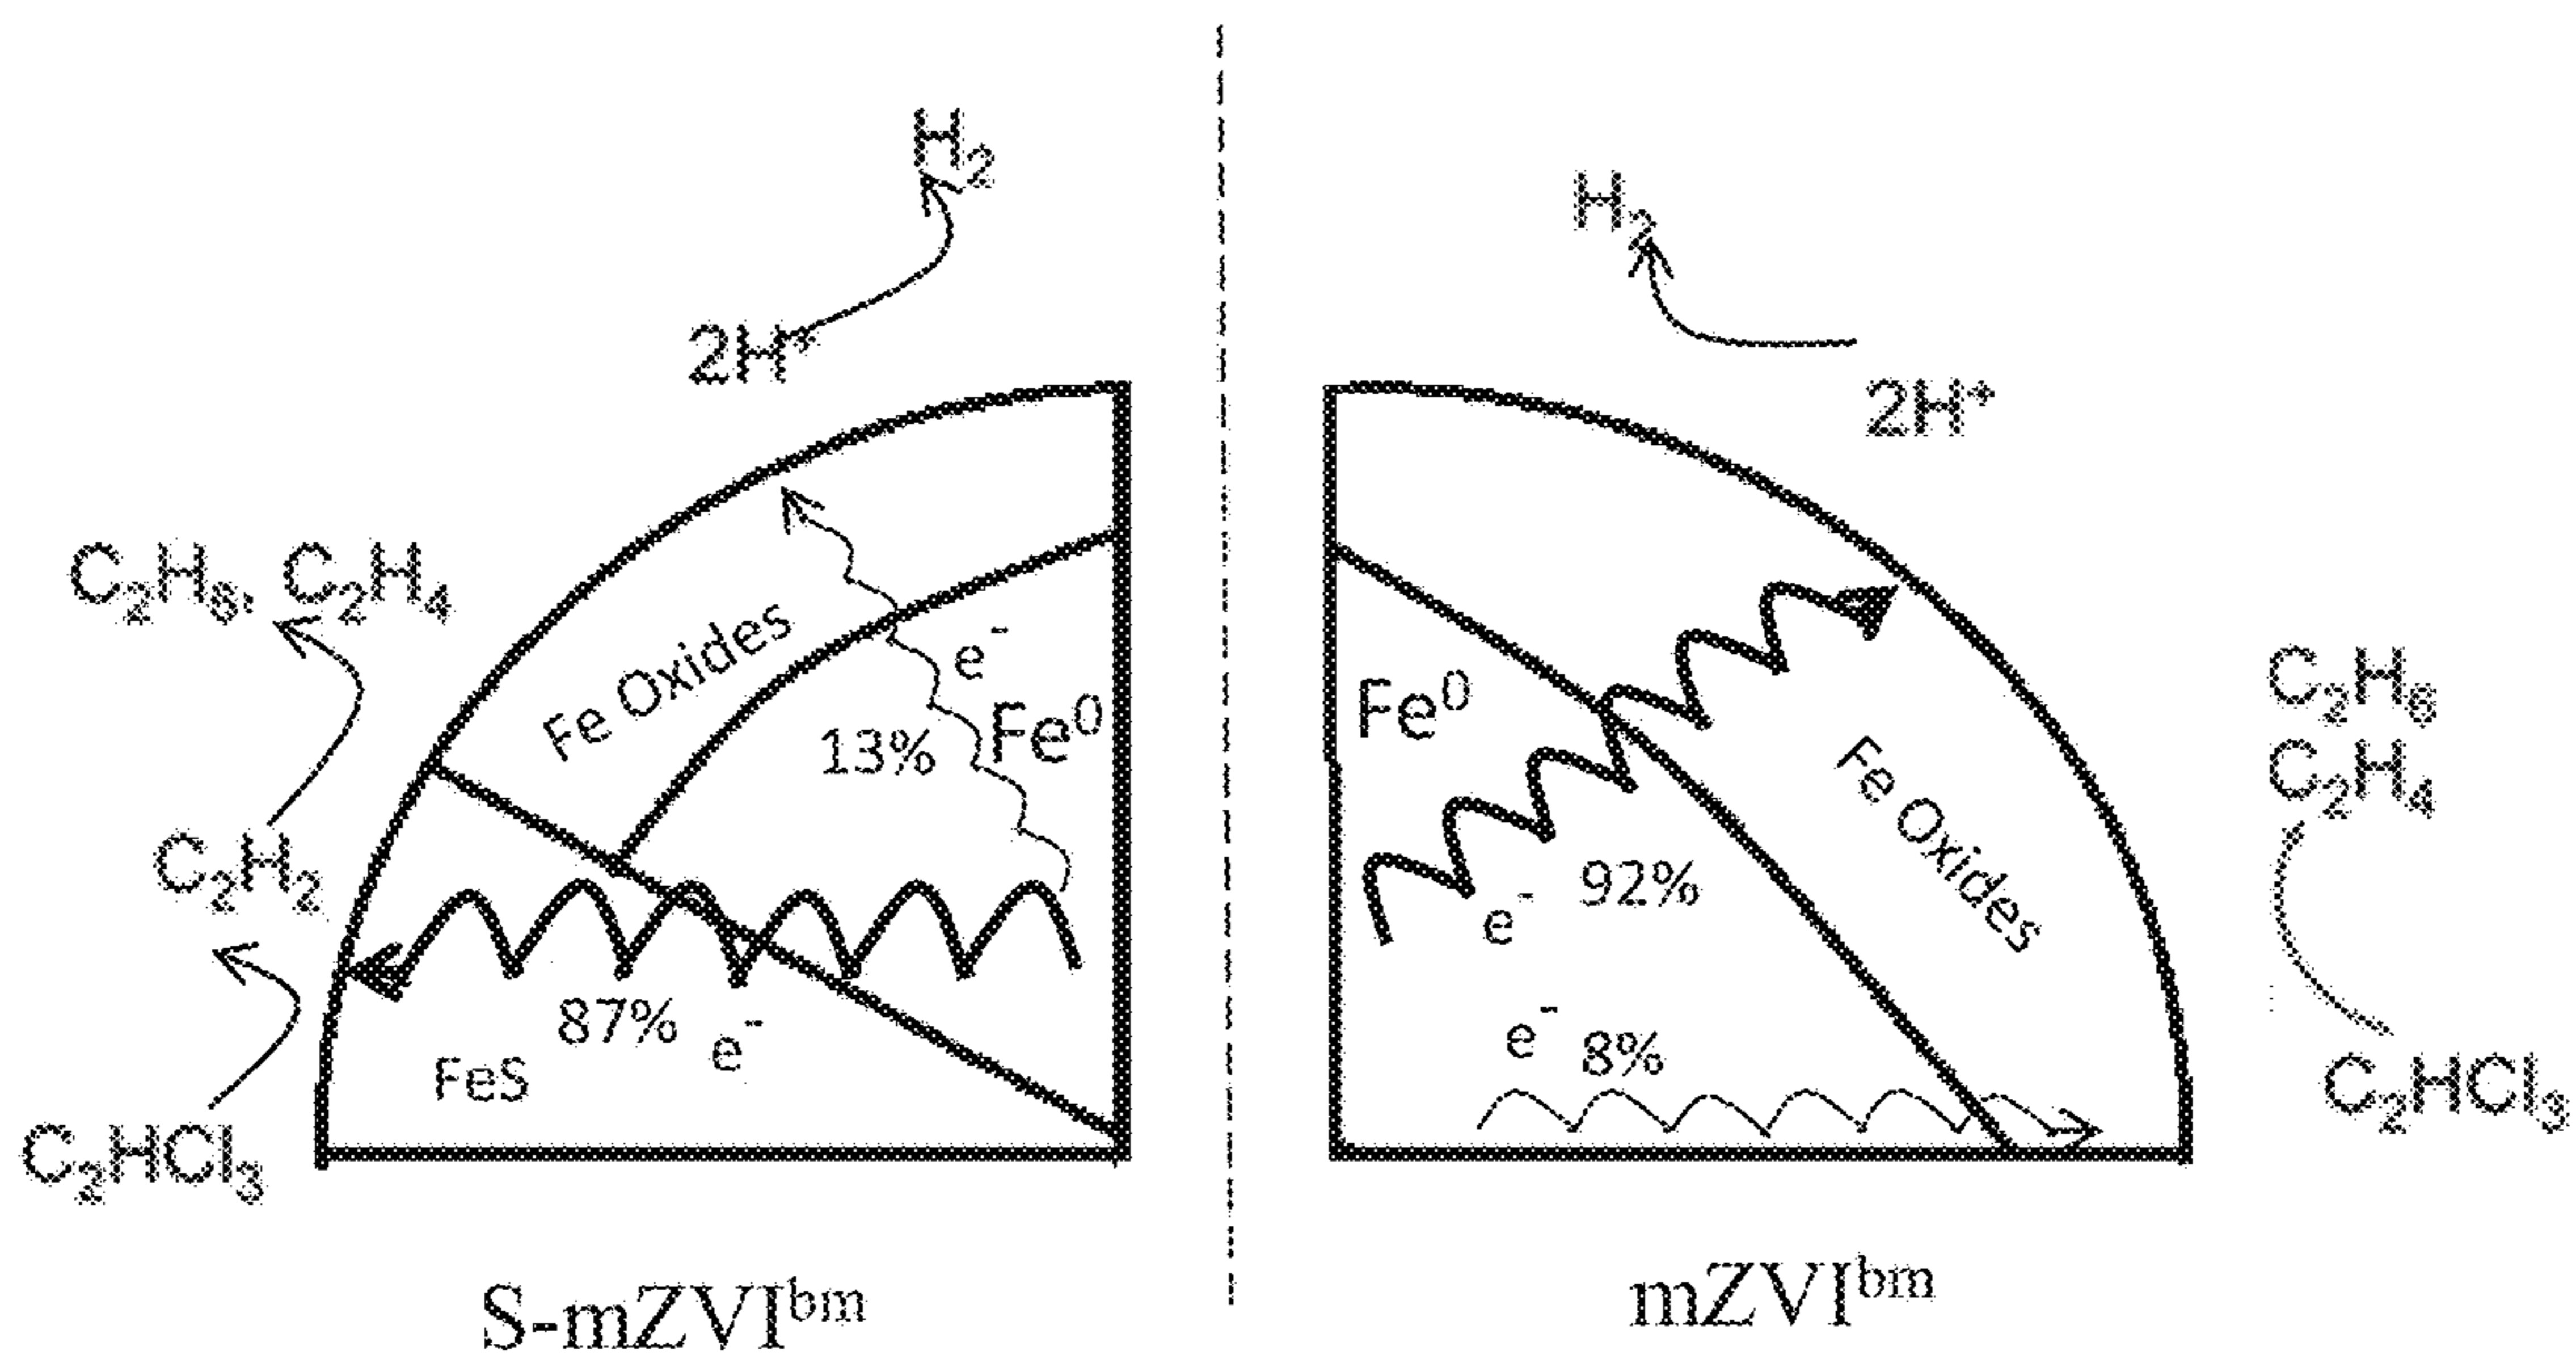 H₂
2H⁺
C₂H₆, C₂H₄
Fe Oxides
e⁻
Fe⁰
13%
C₂H₂
87%
e⁻
FeS
C₂HCl₃
S-mZVIᵇᵐ
H₂
2H⁺
Fe⁰
Fe Oxides
C₂H₆
C₂H₄
e⁻ 92%
e⁻ 8%
C₂HCl₃
mZVIᵇᵐ